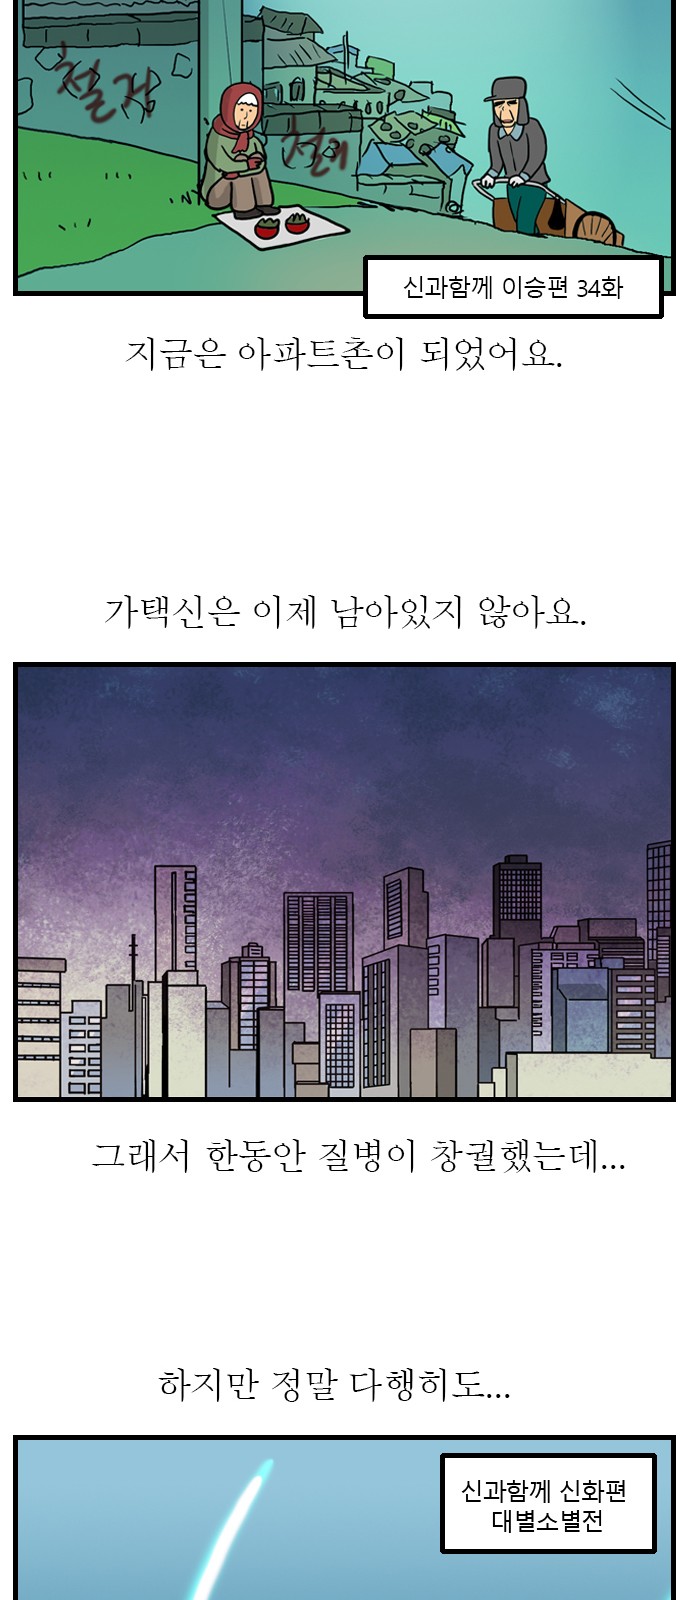 철거
철거
신과함께 이승편 34화
지금은 아파트촌이 되었어요.
가택신은 이제 남아있지 않아요.
그래서 한동안 질병이 창궐했는데...
하지만 정말 다행히도...
신과함께 신화편
대별소별전